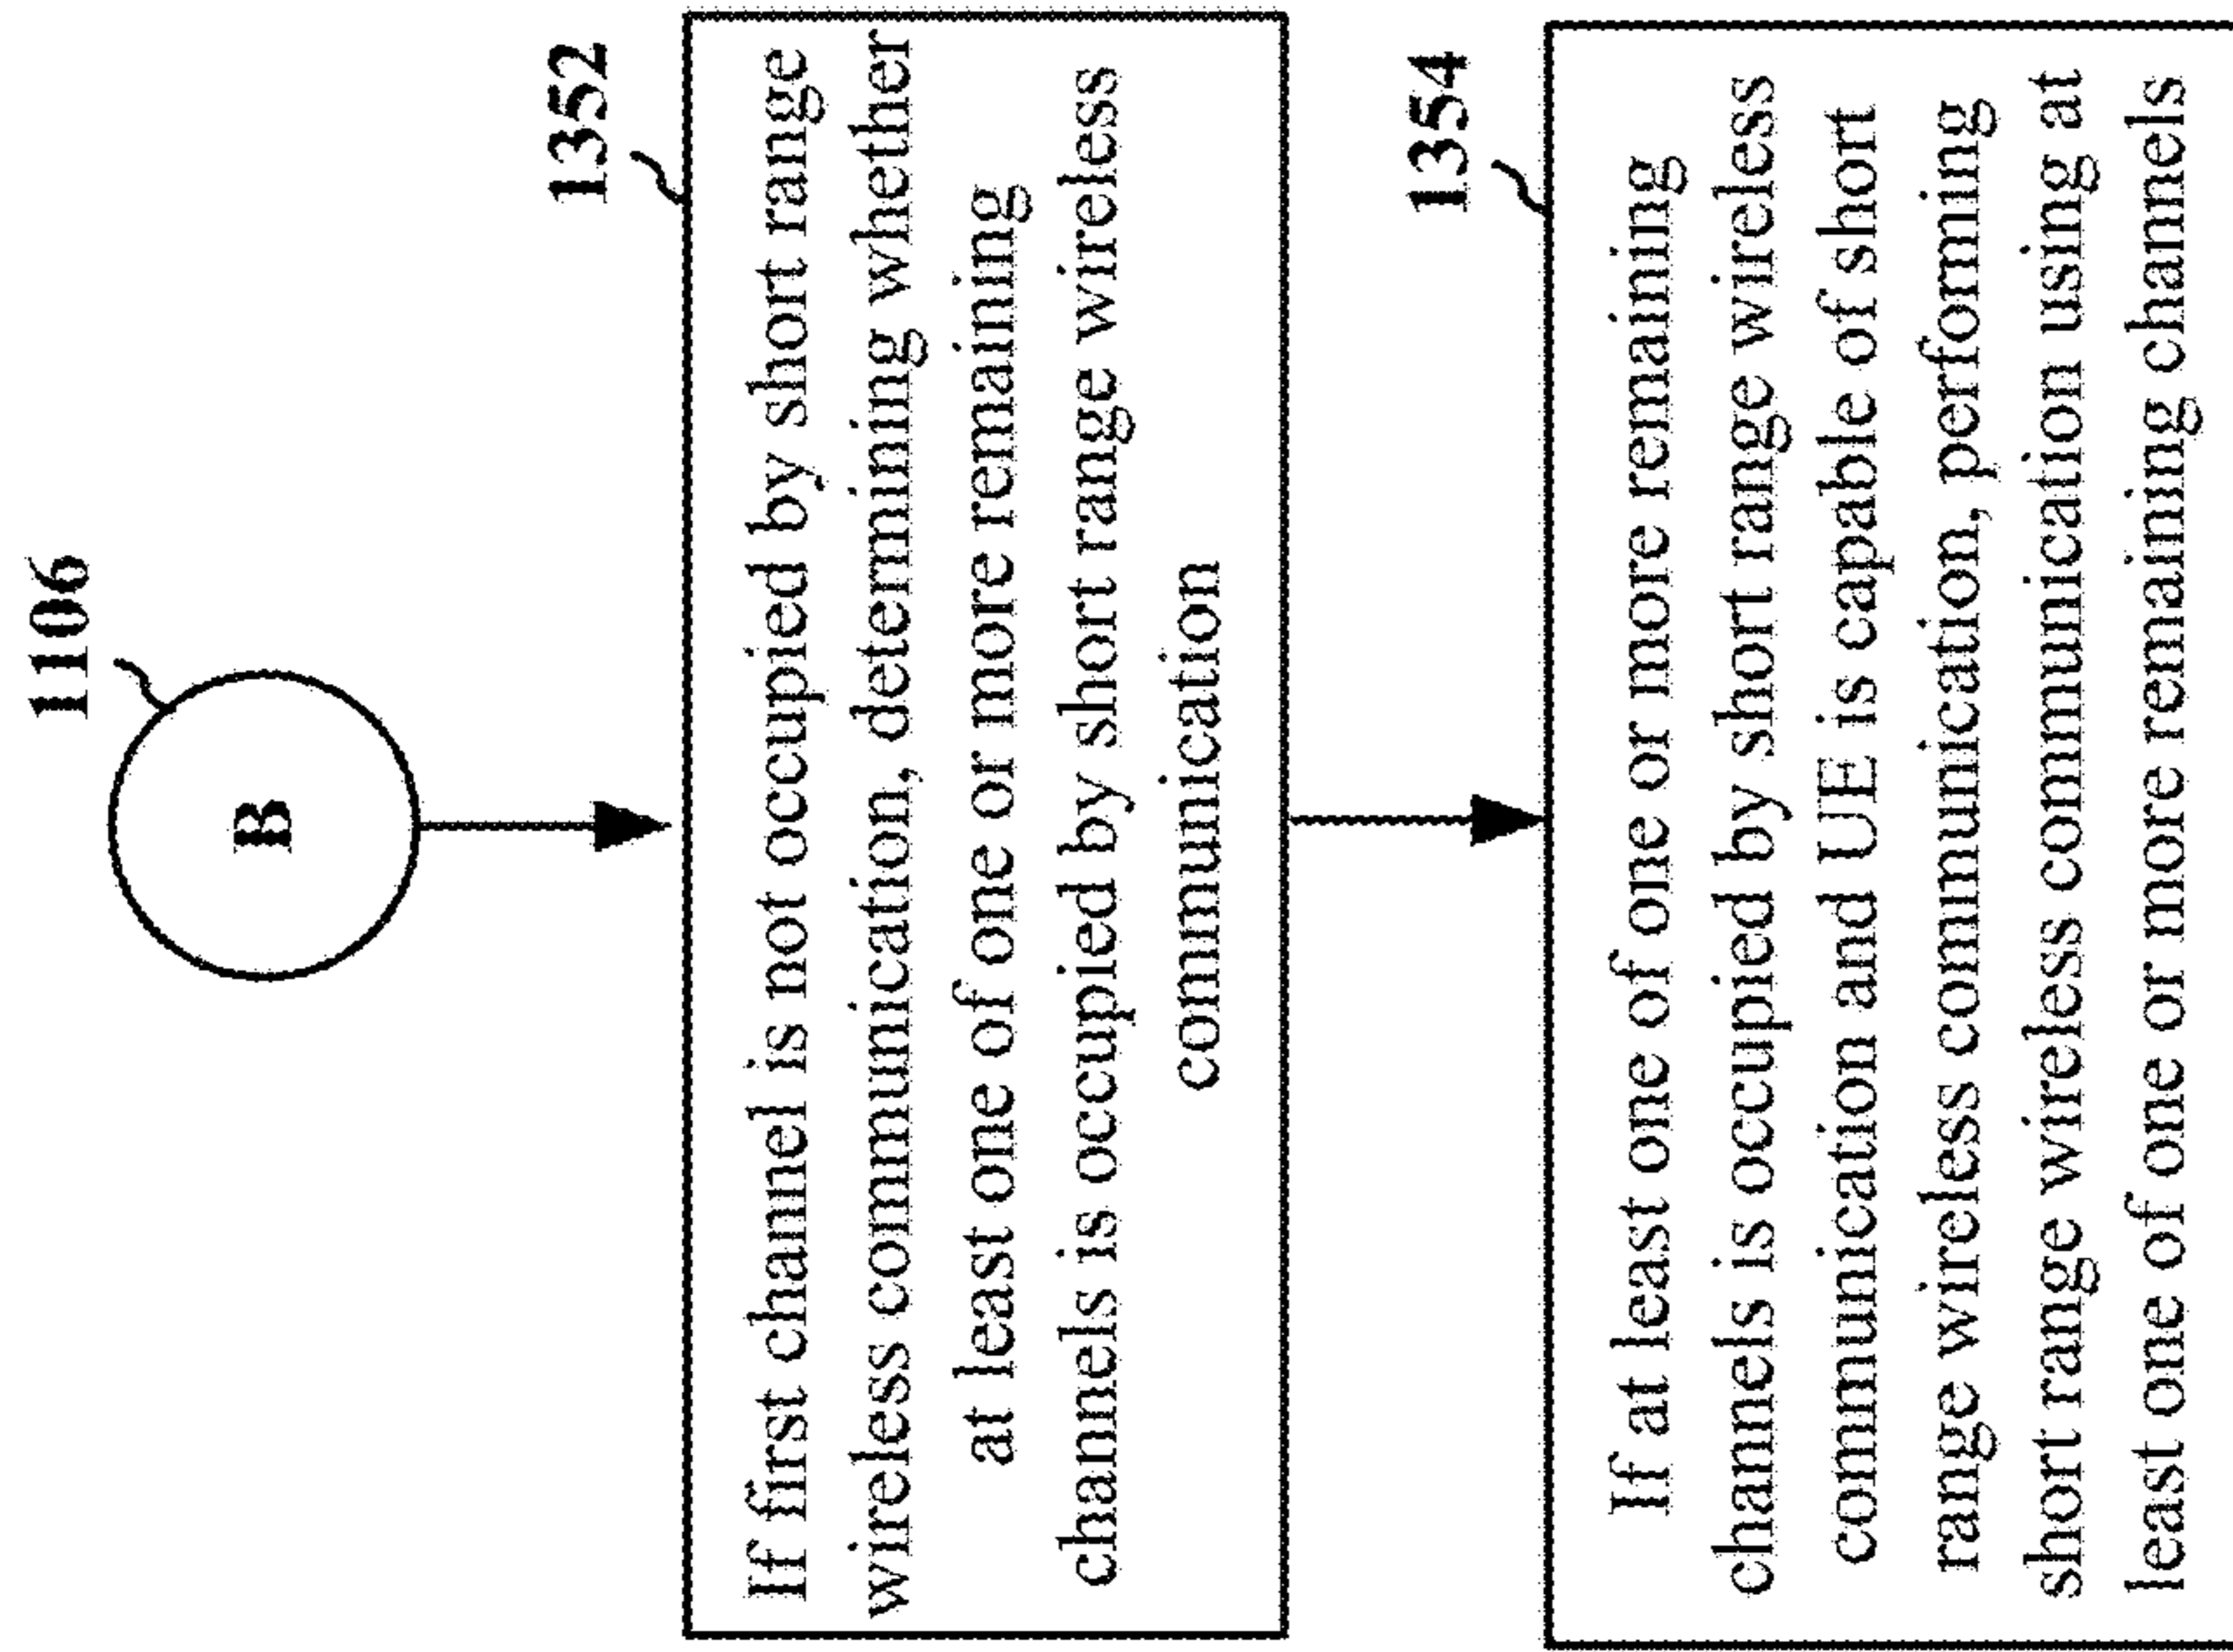 1106
B
1352
If first channel is not occupied by short range
wireless communication, determining whether
at least one of one or more remaining
channels is occupied by short range wireless
communication
1354
If at least one of one or more remaining
channels is occupied by short range wireless
communication and UE is capable of short
range wireless communication, performing
short range wireless communication using at
least one of one or more remaining channels